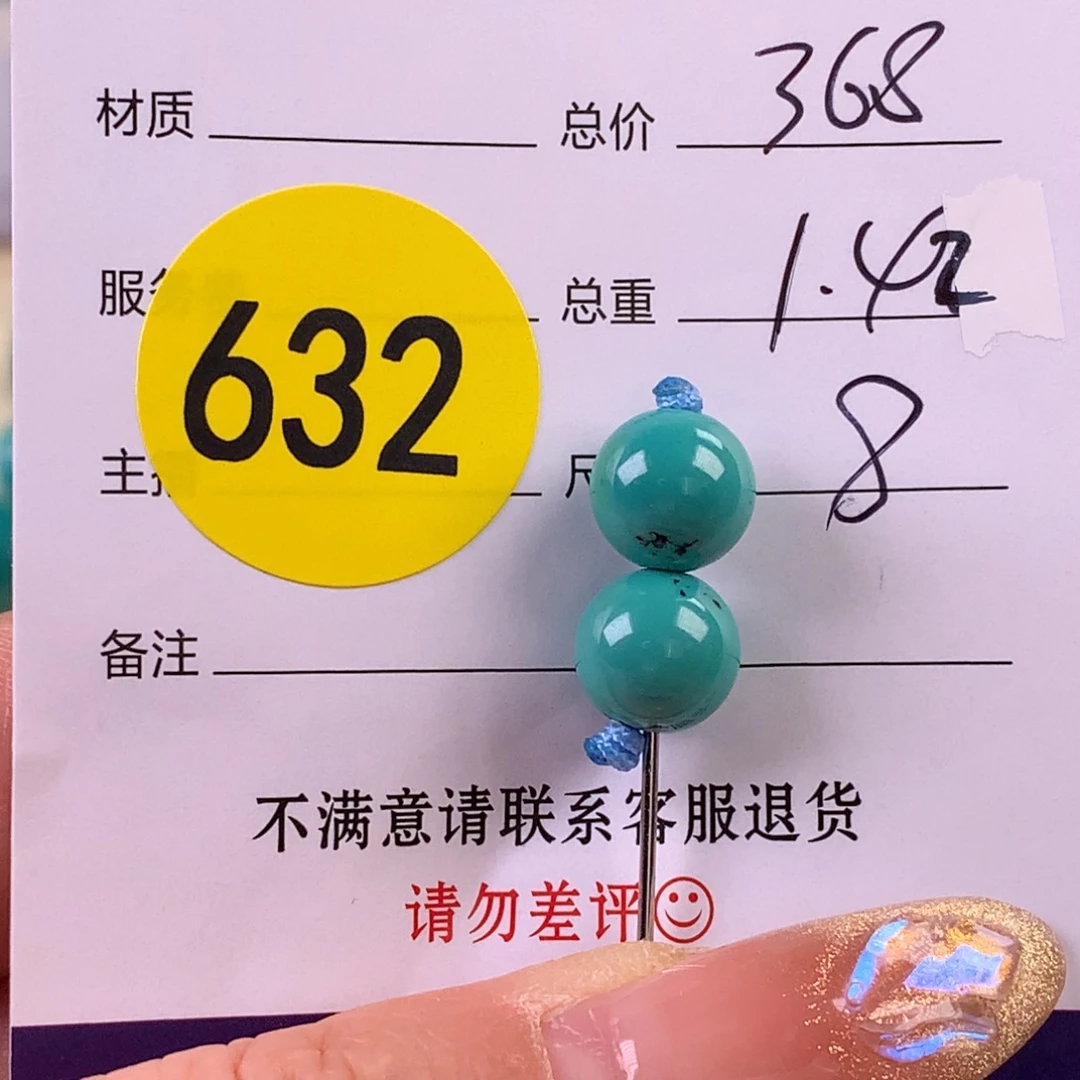 材质 总价 368
服 总重 1.42
632
主 尺 8
备注
不满意请联系客服退货
请勿差评